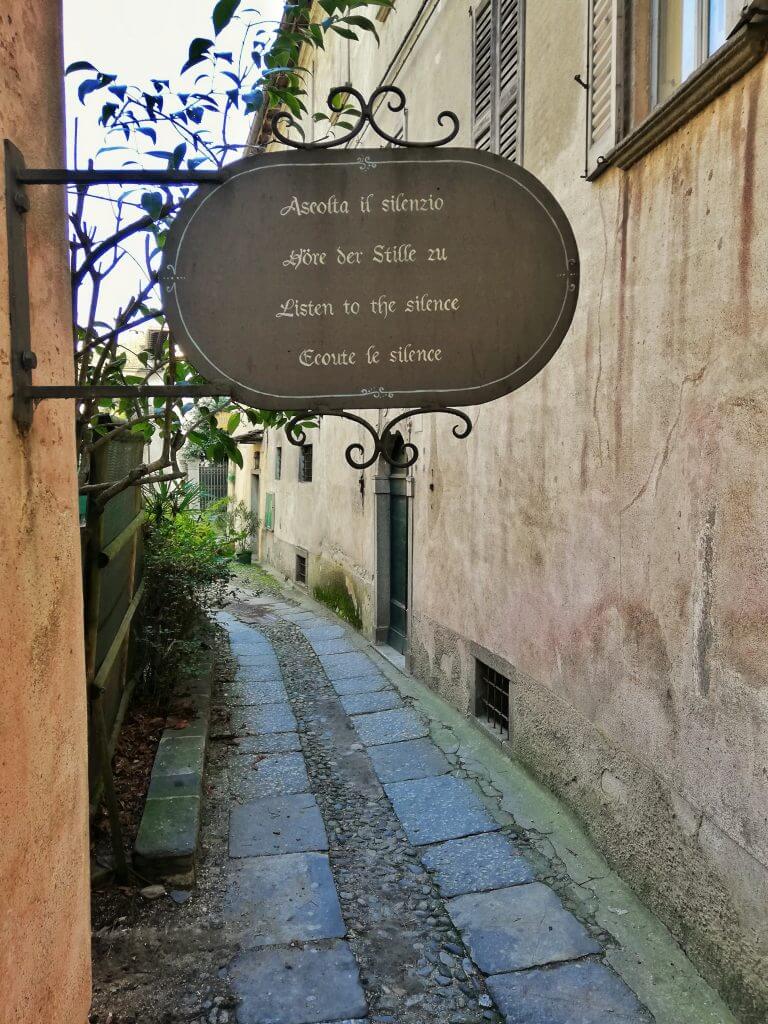 Ascolta il silenzio
Höre der Stille zu
Listen to the silence
Ecoute le silence